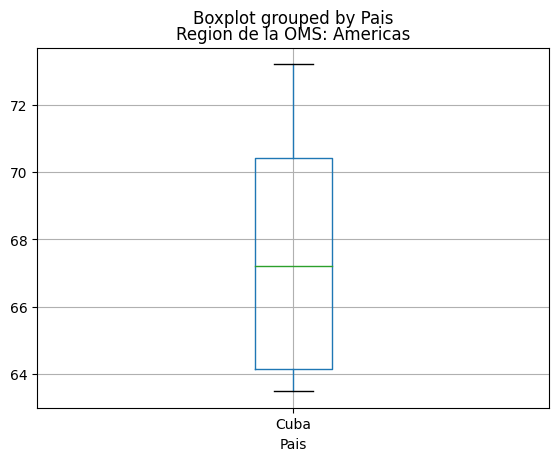 Boxplot grouped by Pais
Region de la OMS: Americas
72
70
68
66
64
Cuba
Pais